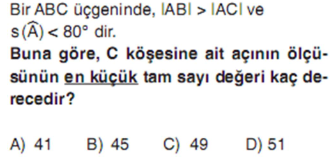 Bir ABC üçgeninde, |AB| > |AC| ve
s(Â) < 80° dir.
Buna göre, C köşesine ait açının ölçü-
sünün en küçük tam sayı değeri kaç de-
recedir?
A) 41 B) 45 C) 49 D) 51